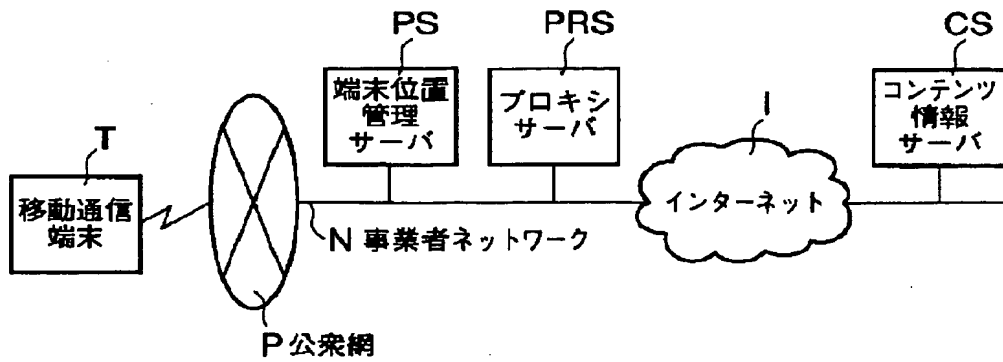 PS
PRS
CS
端末位置
管理
サーバ
プロキシ
サーバ
I
コンテンツ
情報
サーバ
T
移動通信
端末
インターネット
N 事業者ネットワーク
P 公衆網